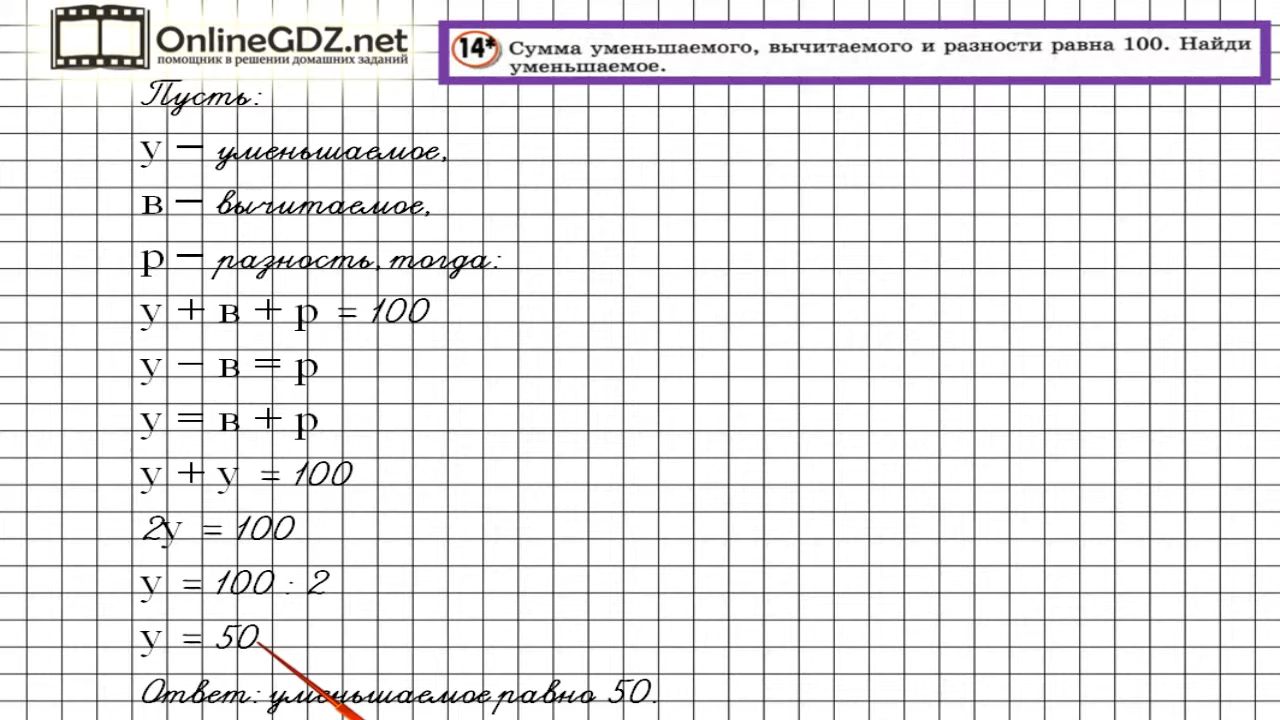 OnlineGDZ.net
помощник в решении домашних заданий
14* Сумма уменьшаемого, вычитаемого и разности равна 100. Найди
уменьшаемое.
Пусть:
у – уменьшаемое,
в – вычитаемое,
р – разность, тогда:
у + в + р = 100
у – в = р
у = в + р
у + у = 100
2у = 100
у = 100 : 2
у = 50
Ответ: уменьшаемое равно 50.